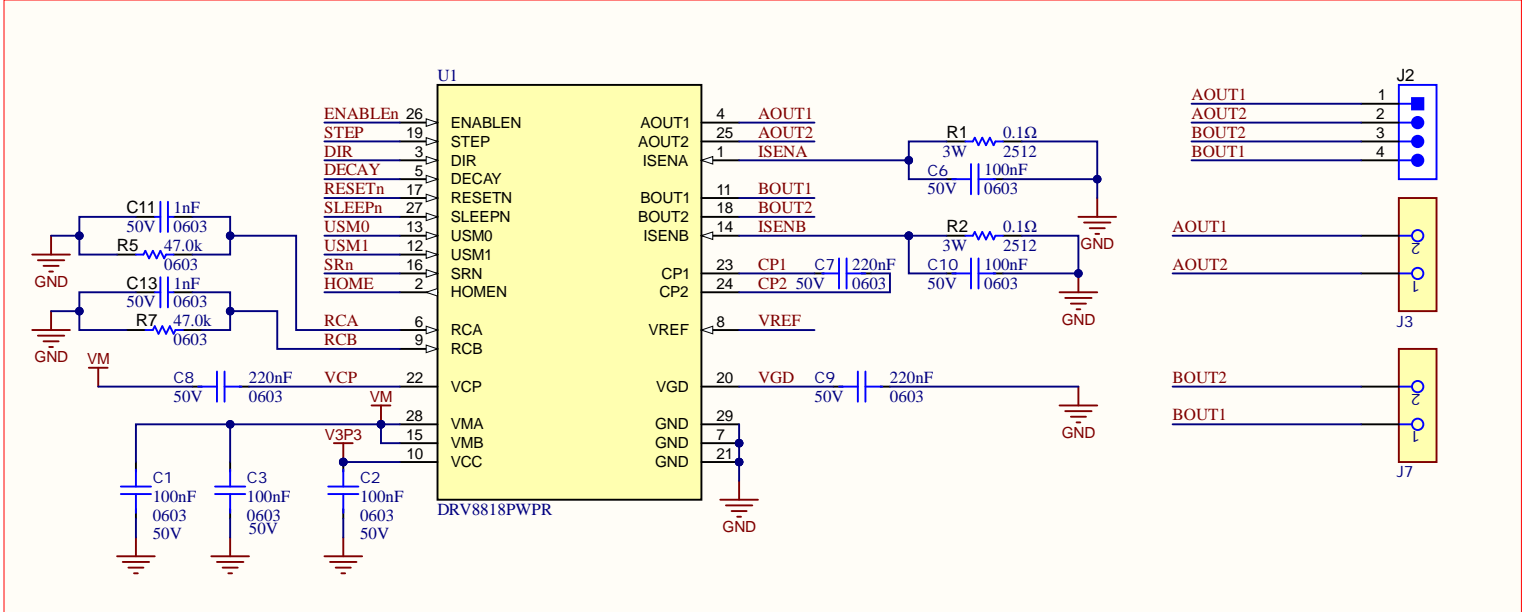 U1
ENABLEn 26 ENABLEN
STEP 19 STEP
DIR 3 DIR
DECAY 5 DECAY
RESETn 17 RESETN
SLEEPn 27 SLEEPN
USM0 13 USM0
USM1 12 USM1
SRn 16 SRN
HOME 2 HOMEN
RCA 6 RCA
RCB 9 RCB
VCP 22 VCP
28 VMA
15 VMB
10 VCC
AOUT1 4 AOUT1
AOUT2 25 AOUT2
ISENA 1 ISENA
BOUT1 11 BOUT1
BOUT2 18 BOUT2
ISENB 14 ISENB
CP1 23 CP1
CP2 24 CP2
VREF 8 VREF
VGD 20 VGD
GND 29
GND 7
GND 21
GND
DRV8818PWPR
C11 1nF
50V 0603
R5 47.0k
0603
GND
C13 1nF
50V 0603
R7 47.0k
0603
GND
VM
C8 220nF
50V 0603
VM
V3P3
C1
100nF
0603
50V
C3
100nF
0603
50V
C2
100nF
0603
50V
R1 0.1Ω
3W 2512
C6 100nF
50V 0603
GND
R2 0.1Ω
3W 2512
C10 100nF
50V 0603
GND
C7 220nF
50V 0603
C9 220nF
50V 0603
GND
J2
AOUT1 1
AOUT2 2
BOUT2 3
BOUT1 4
AOUT1 2
AOUT2 1
J3
BOUT2 2
BOUT1 1
J7